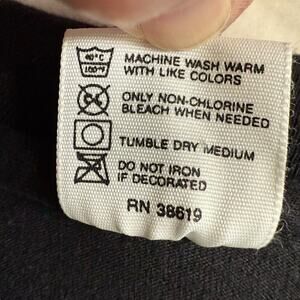 40°C
100°F
MACHINE WASH WARM
WITH LIKE COLORS
ONLY NON-CHLORINE
BLEACH WHEN NEEDED
TUMBLE DRY MEDIUM
DO NOT IRON
IF DECORATED
RN 38619